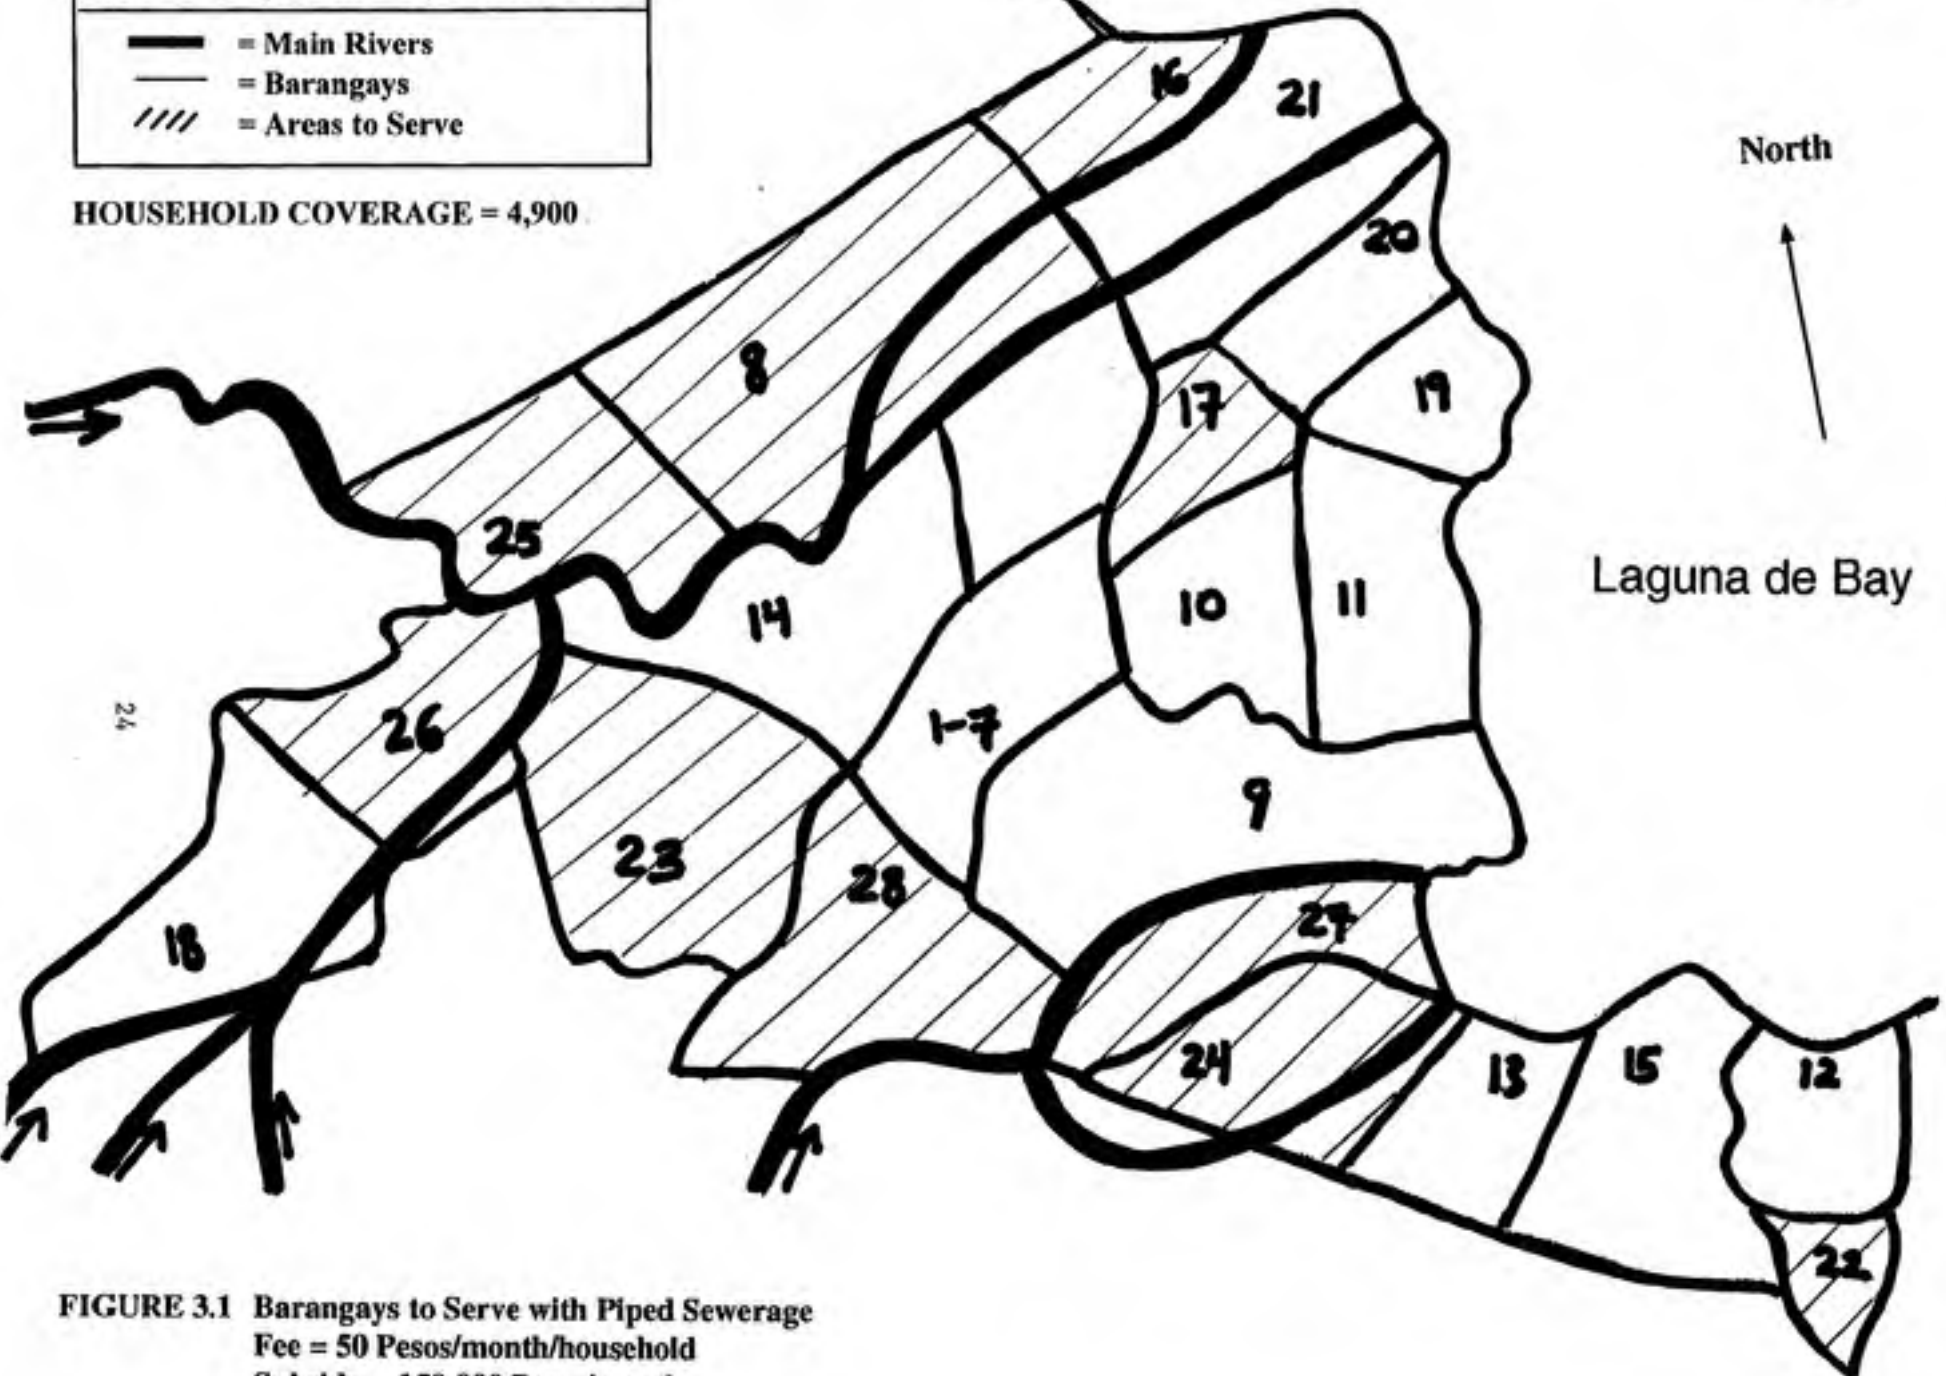 = Main Rivers
= Barangays
= Areas to Serve
HOUSEHOLD COVERAGE = 4,900
North
Laguna de Bay
16
21
20
8
17
19
25
14
10
11
26
1-7
9
23
28
27
18
24
13
15
12
22
24
FIGURE 3.1 Barangays to Serve with Piped Sewerage
Fee = 50 Pesos/month/household